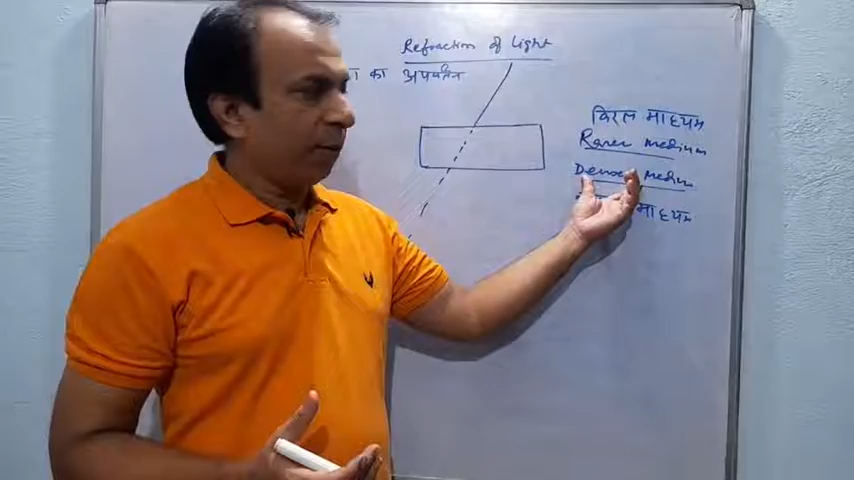 Refraction of Light
का अपवर्तन
विरल माध्यम
Rarer medium
Denser medium
माध्यम